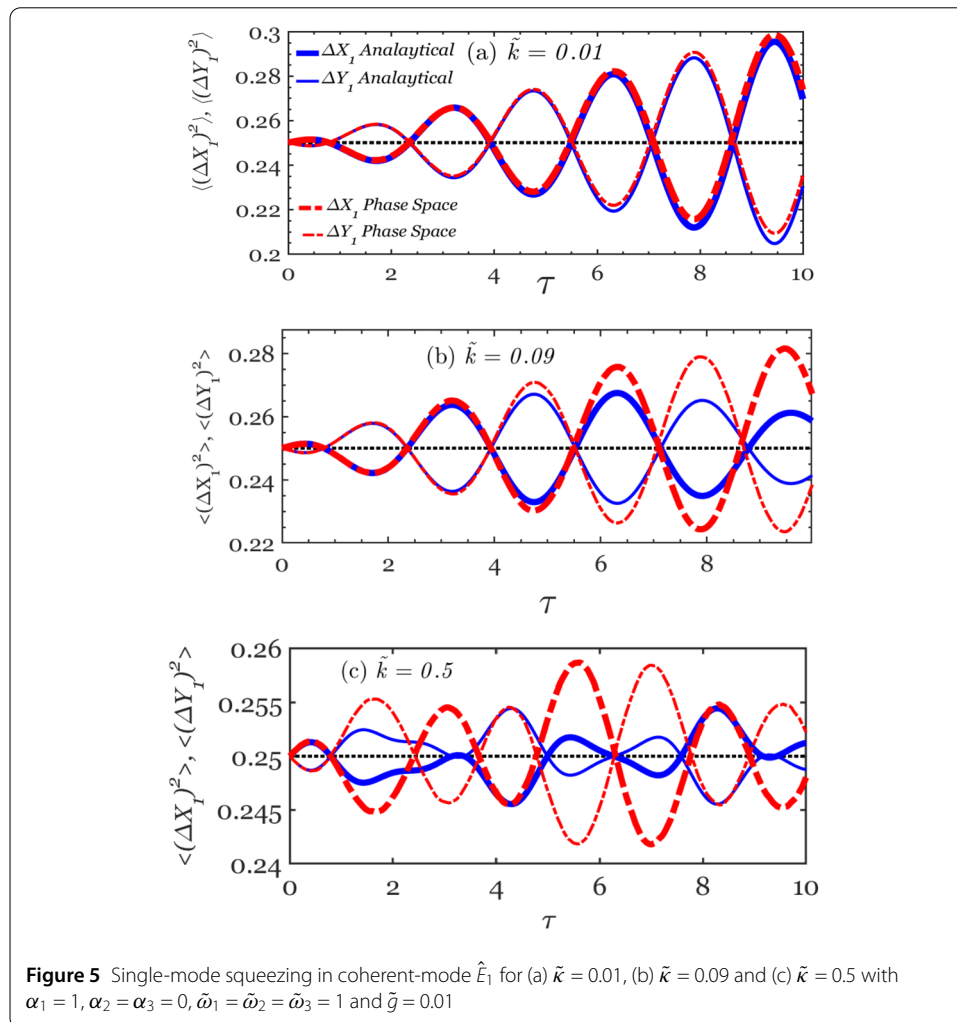 ⟨(ΔX₁)²⟩, ⟨(ΔY₁)²⟩
0.3
0.28
0.26
0.24
0.22
0.2
ΔX₁ Analaytical
ΔY₁ Analaytical
(a) k̃ = 0.01
ΔX₁ Phase Space
ΔY₁ Phase Space
0 2 4 6 8 10
τ
<(ΔX₁)²>, <(ΔY₁)²>
0.28
0.26
0.24
0.22
(b) k̃ = 0.09
0 2 4 6 8
τ
<(ΔX₁)²>, <(ΔY₁)²>
0.26
0.255
0.25
0.245
0.24
(c) k̃ = 0.5
0 2 4 6 8 10
τ
Figure 5 Single-mode squeezing in coherent-mode Ê₁ for (a) κ̃ = 0.01, (b) κ̃ = 0.09 and (c) κ̃ = 0.5 with
α₁ = 1, α₂ = α₃ = 0, ω̃₁ = ω̃₂ = ω̃₃ = 1 and g̃ = 0.01